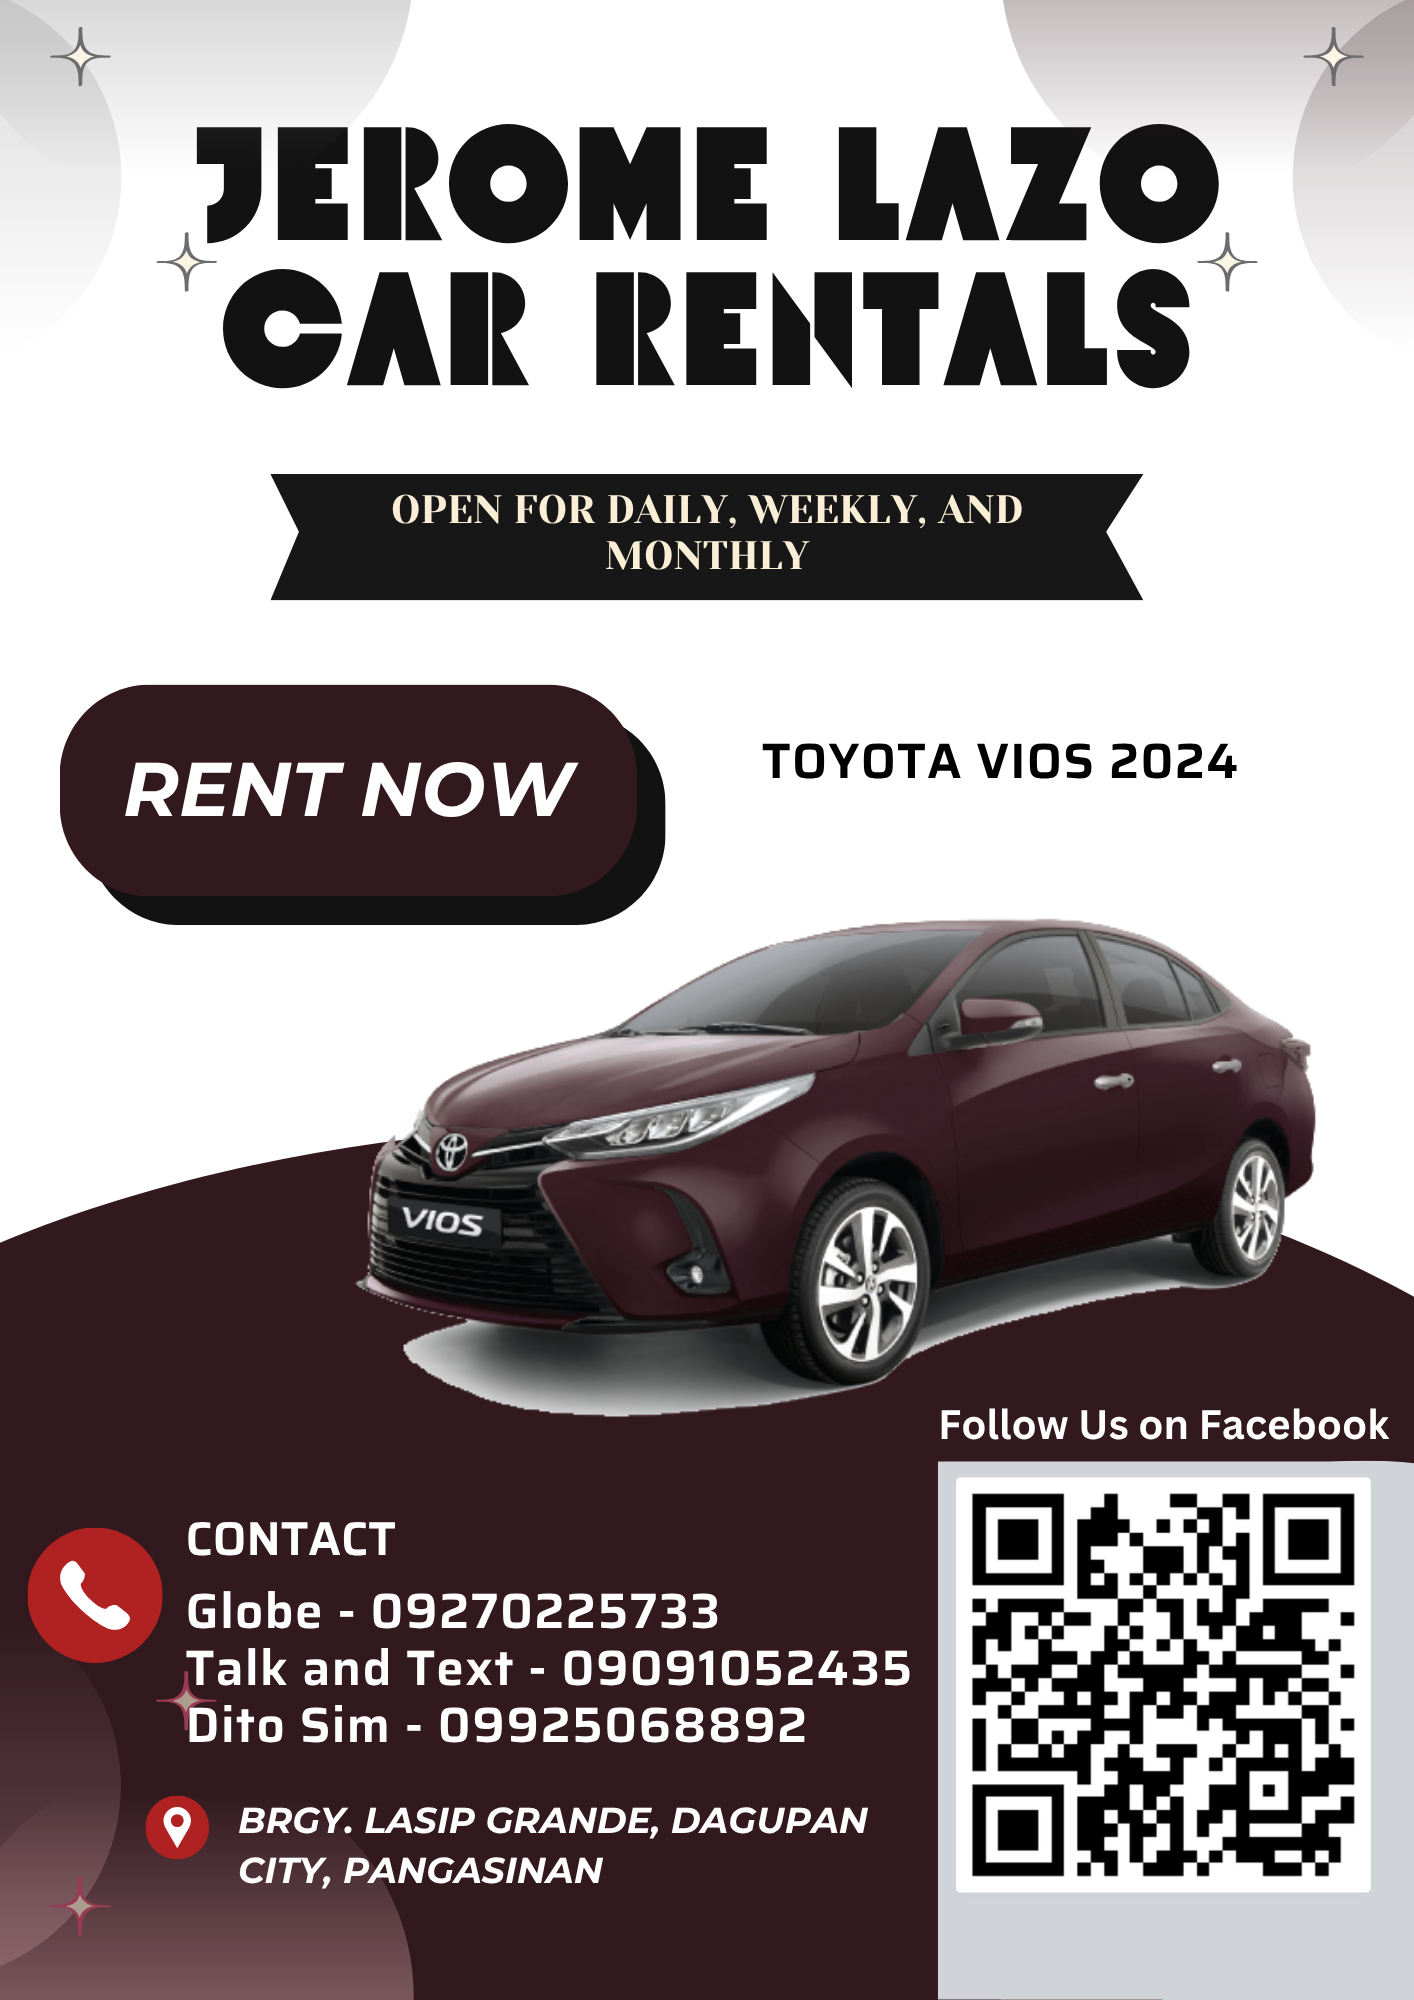 JEROME LAZO
CAR RENTALS
OPEN FOR DAILY, WEEKLY, AND
MONTHLY
RENT NOW
TOYOTA VIOS 2024
VIOS
Follow Us on Facebook
CONTACT
Globe - 09270225733
Talk and Text - 09091052435
Dito Sim - 09925068892
BRGY. LASIP GRANDE, DAGUPAN
CITY, PANGASINAN